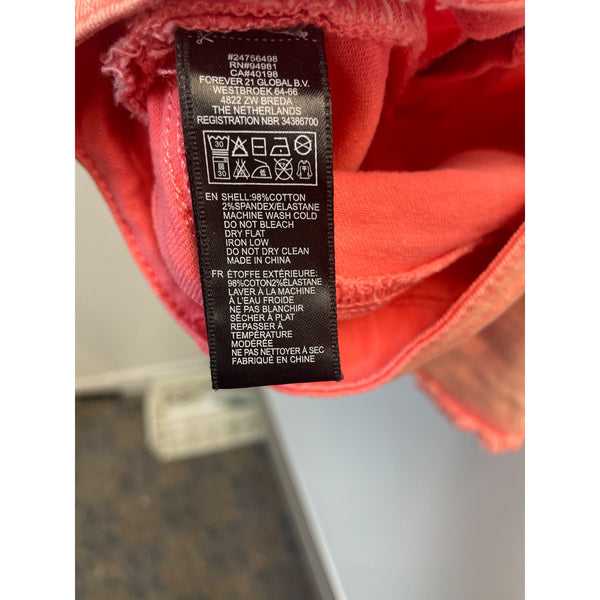 #24756498
RN#94981
CA#40198
FOREVER 21 GLOBAL B.V.
WESTBROEK 64-66
4822 ZW BREDA
THE NETHERLANDS
REGISTRATION NBR 34386700
30
30
EN SHELL:98%COTTON
2%SPANDEX/ELASTANE
MACHINE WASH COLD
DO NOT BLEACH
DRY FLAT
IRON LOW
DO NOT DRY CLEAN
MADE IN CHINA
FR ÉTOFFE EXTÉRIEURE:
98%COTON2%ÉLASTANE
LAVER À LA MACHINE
À L'EAU FROIDE
NE PAS BLANCHIR
SÉCHER À PLAT
REPASSER À
TEMPÉRATURE
MODÉRÉE
NE PAS NETTOYER À SEC
FABRIQUÉ EN CHINE